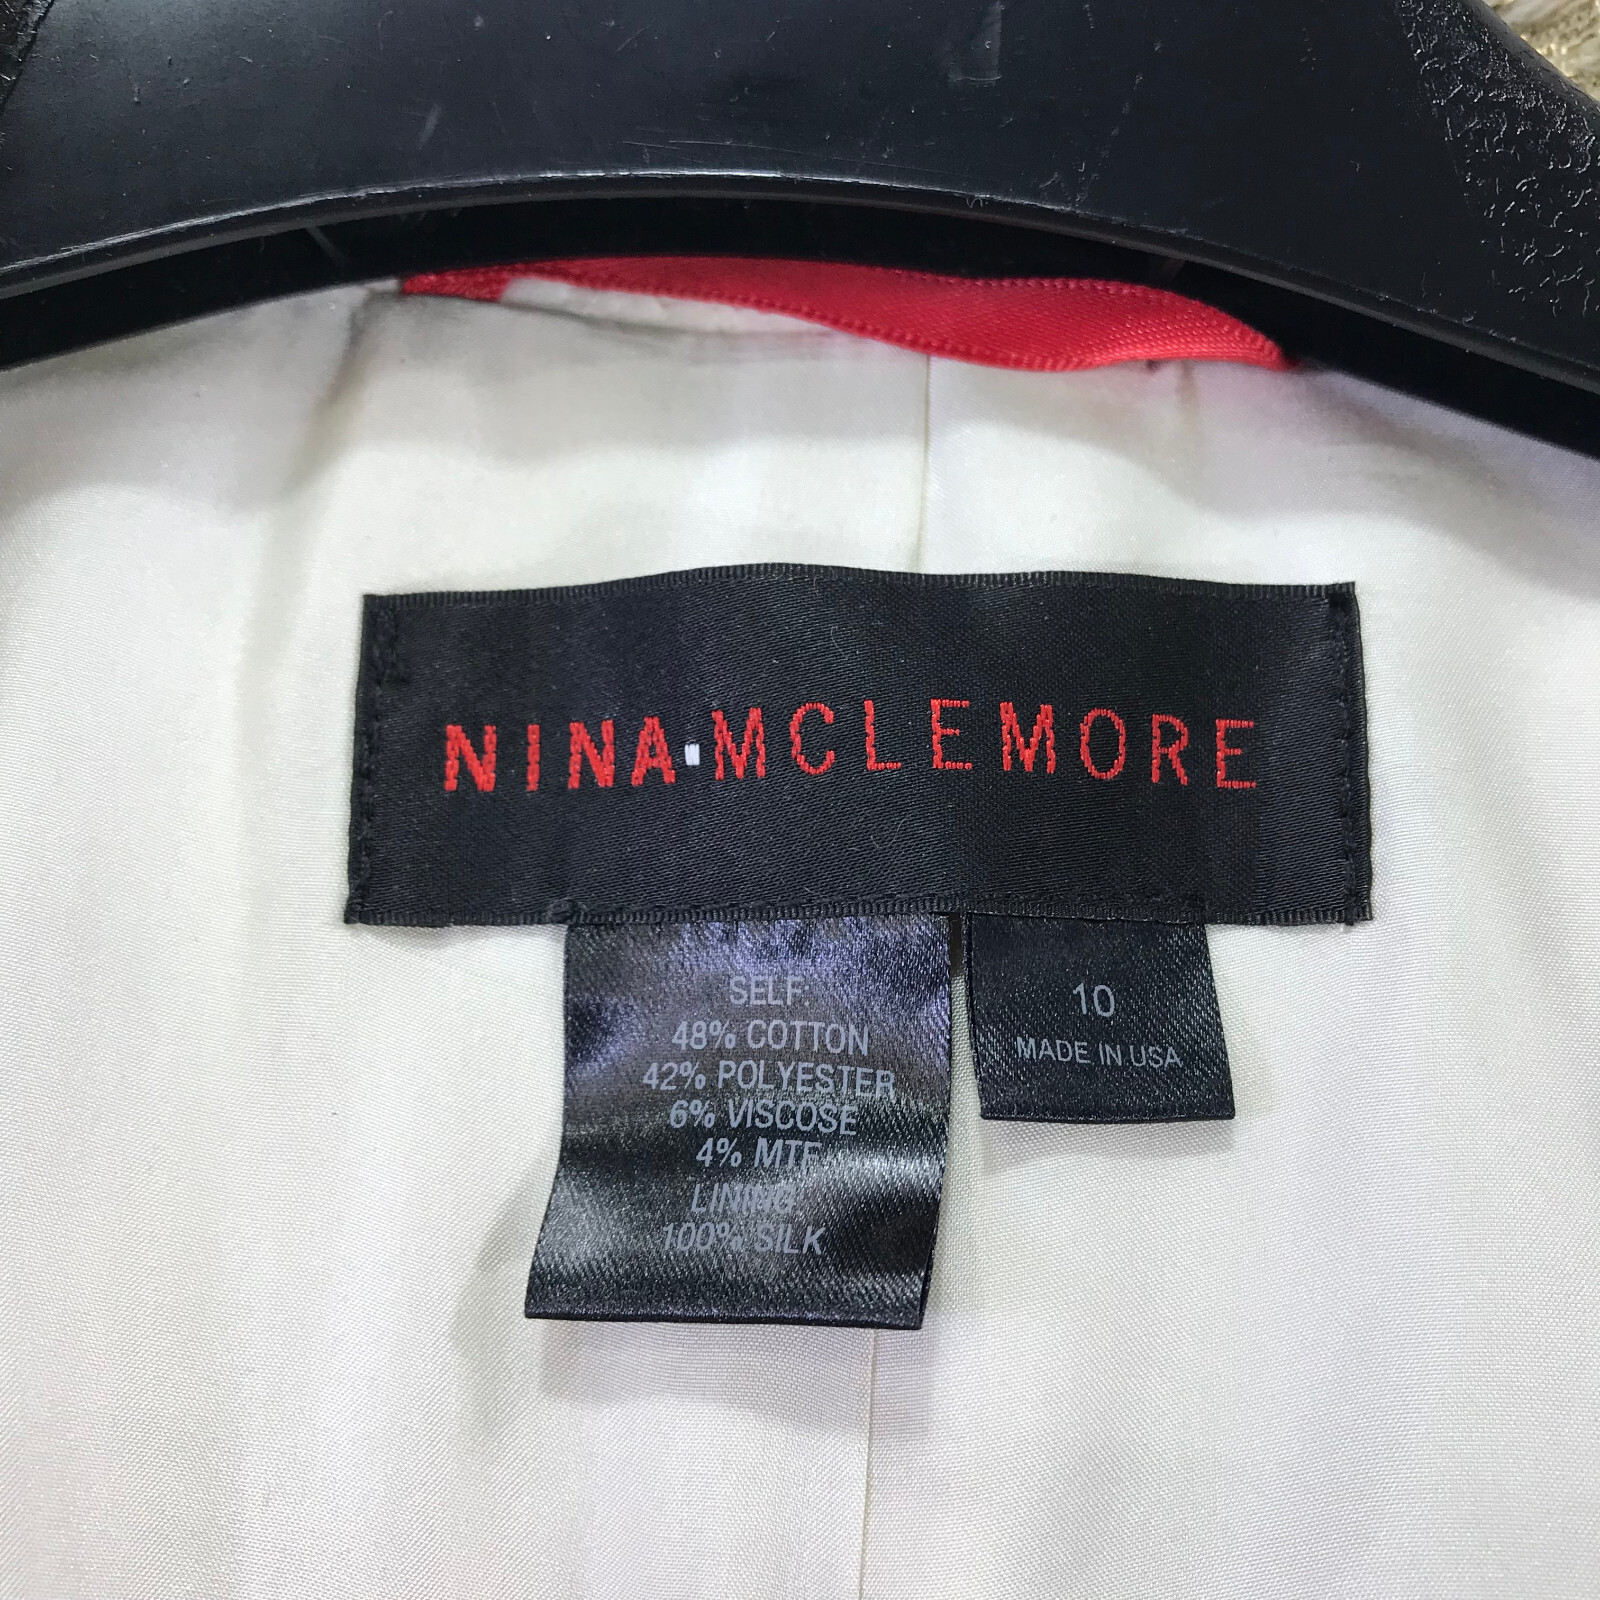 NINA·MCLEMORE
SELF:
48% COTTON
42% POLYESTER
6% VISCOSE
4% MTF
LINING
100% SILK
10
MADE IN USA